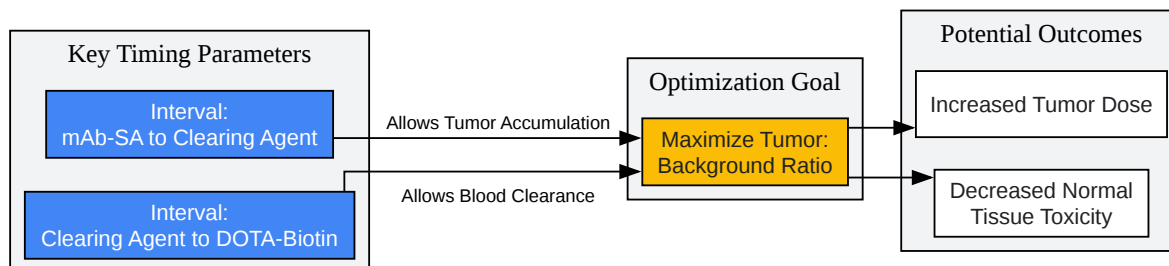 Key Timing Parameters
Interval:
mAb-SA to Clearing Agent
Interval:
Clearing Agent to DOTA-Biotin
Allows Tumor Accumulation
Allows Blood Clearance
Optimization Goal
Maximize Tumor:
Background Ratio
Potential Outcomes
Increased Tumor Dose
Decreased Normal
Tissue Toxicity